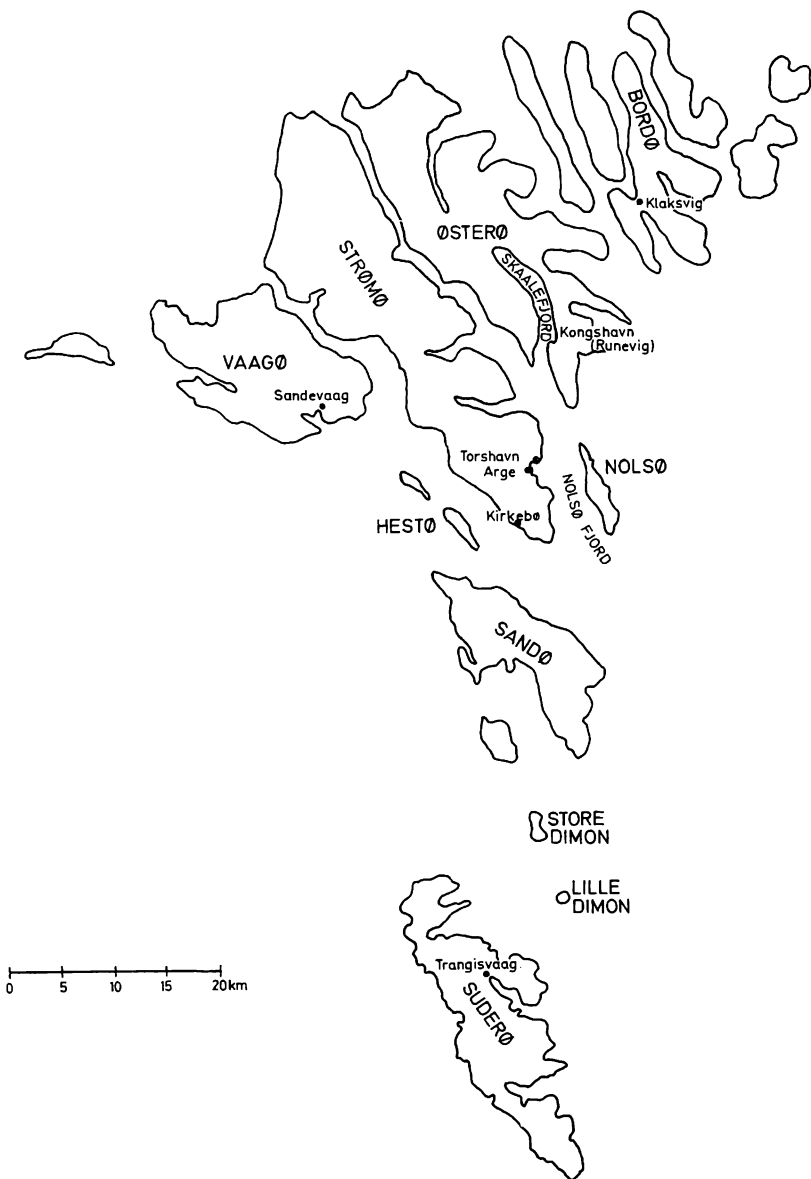 BORDØ
Klaksvig
ØSTERØ
STRØMØ
SKAALEFJORD
Kongshavn
(Runevig)
VAAGØ
Sandevaag
Torshavn
Arge
NOLSØ
NOLSØ FJORD
HESTØ
Kirkebø
SANDØ
STORE
DIMON
LILLE
DIMON
Trangisvaag
SUDERØ
0 5 10 15 20km